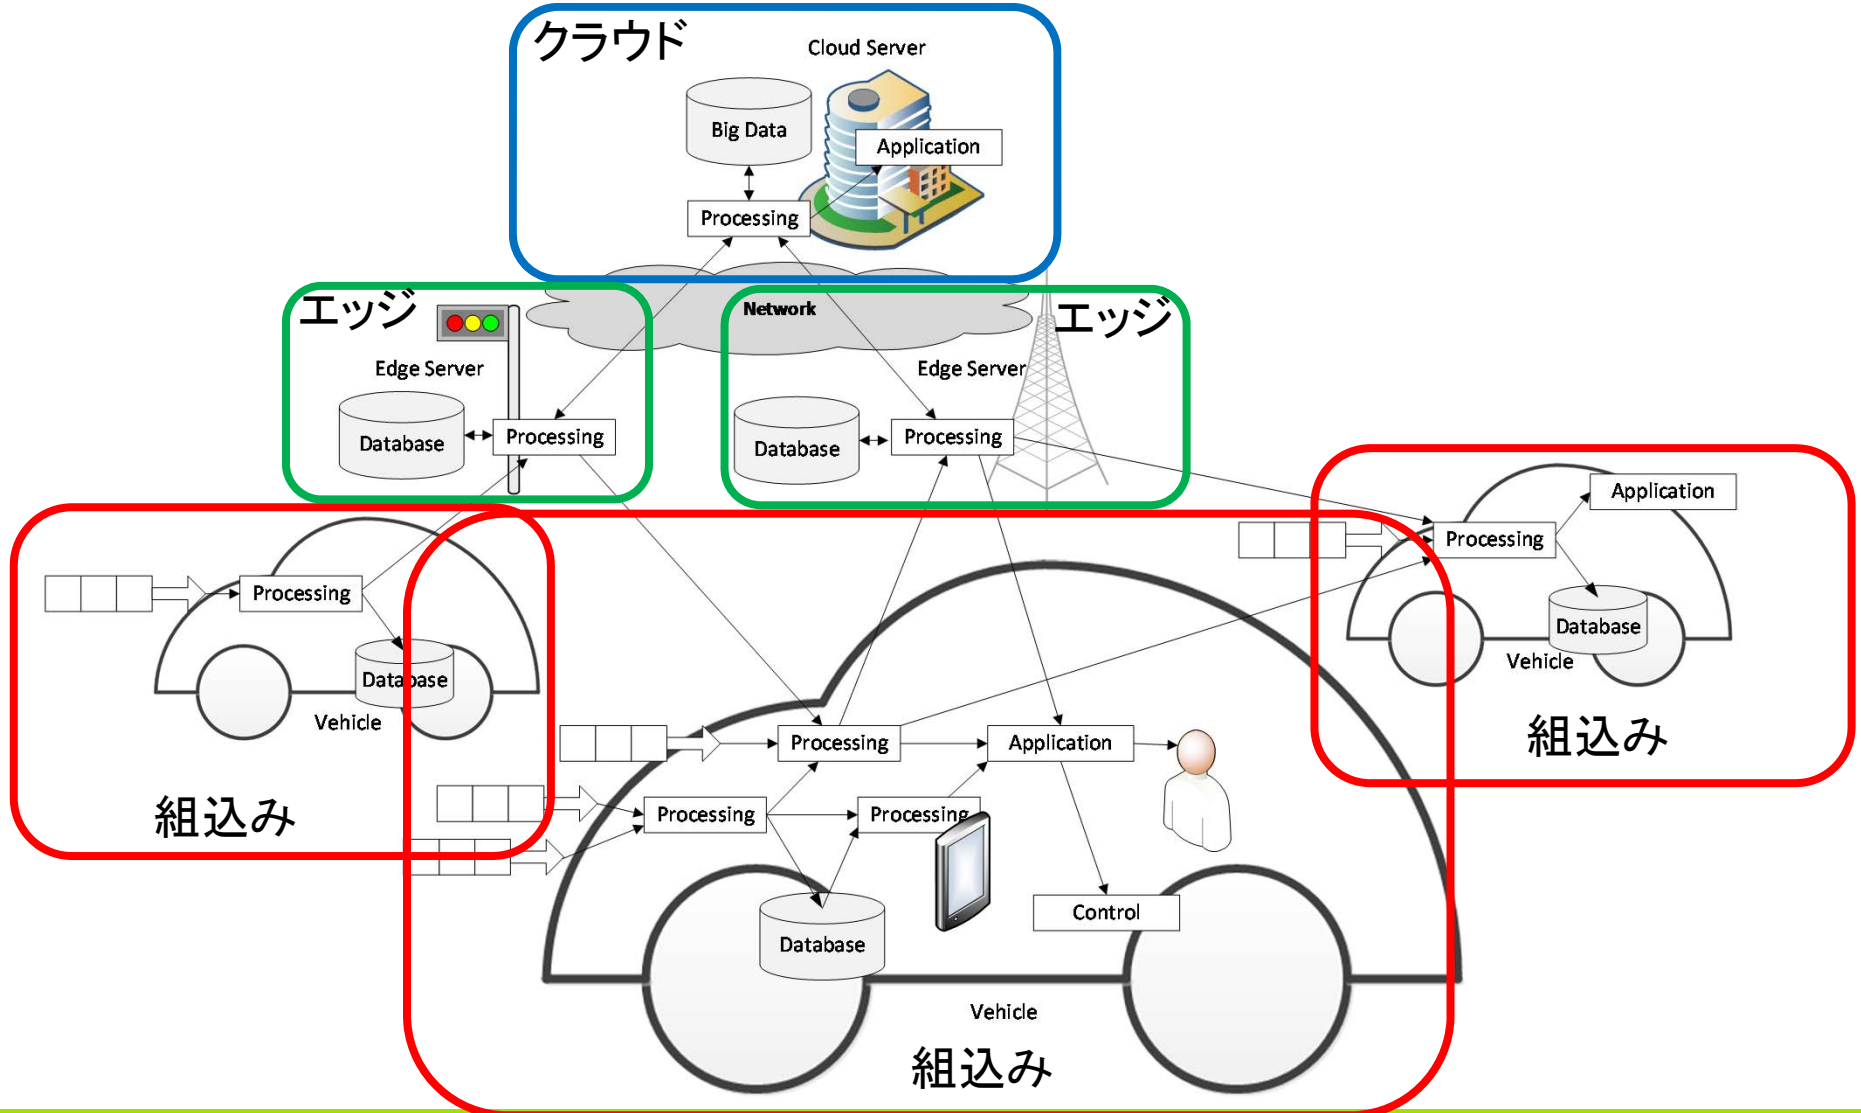 クラウド
Cloud Server
Big Data
Application
Processing
Network
エッジ
Edge Server
Database
Processing
エッジ
Edge Server
Database
Processing
Processing
Database
Vehicle
組込み
Application
Processing
Database
Vehicle
組込み
Processing
Application
Processing
Processing
Database
Control
Vehicle
組込み